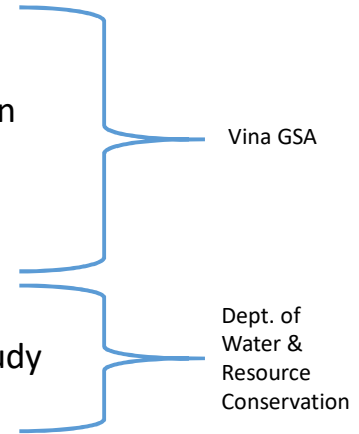 n
Vina GSA
Dept. of
Water &
udy
Resource
Conservation